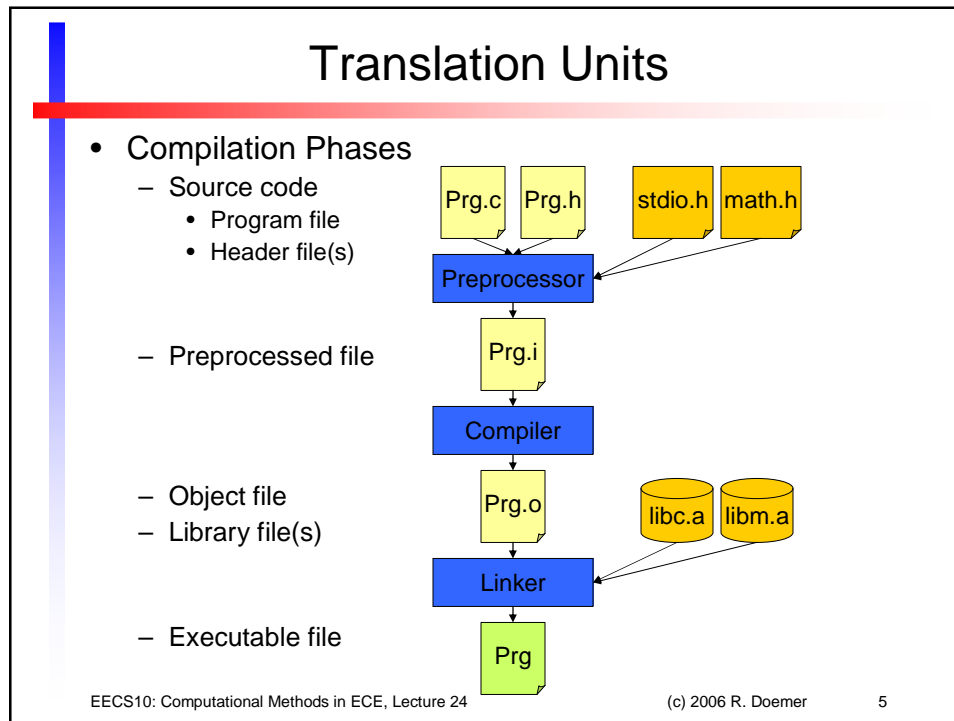 Translation Units
• Compilation Phases
– Source code
• Program file
• Header file(s)
Prg.c Prg.h stdio.h math.h
Preprocessor
– Preprocessed file
Prg.i
Compiler
– Object file
– Library file(s)
Prg.o libc.a libm.a
Linker
– Executable file
Prg
EECS10: Computational Methods in ECE, Lecture 24 (c) 2006 R. Doemer 5